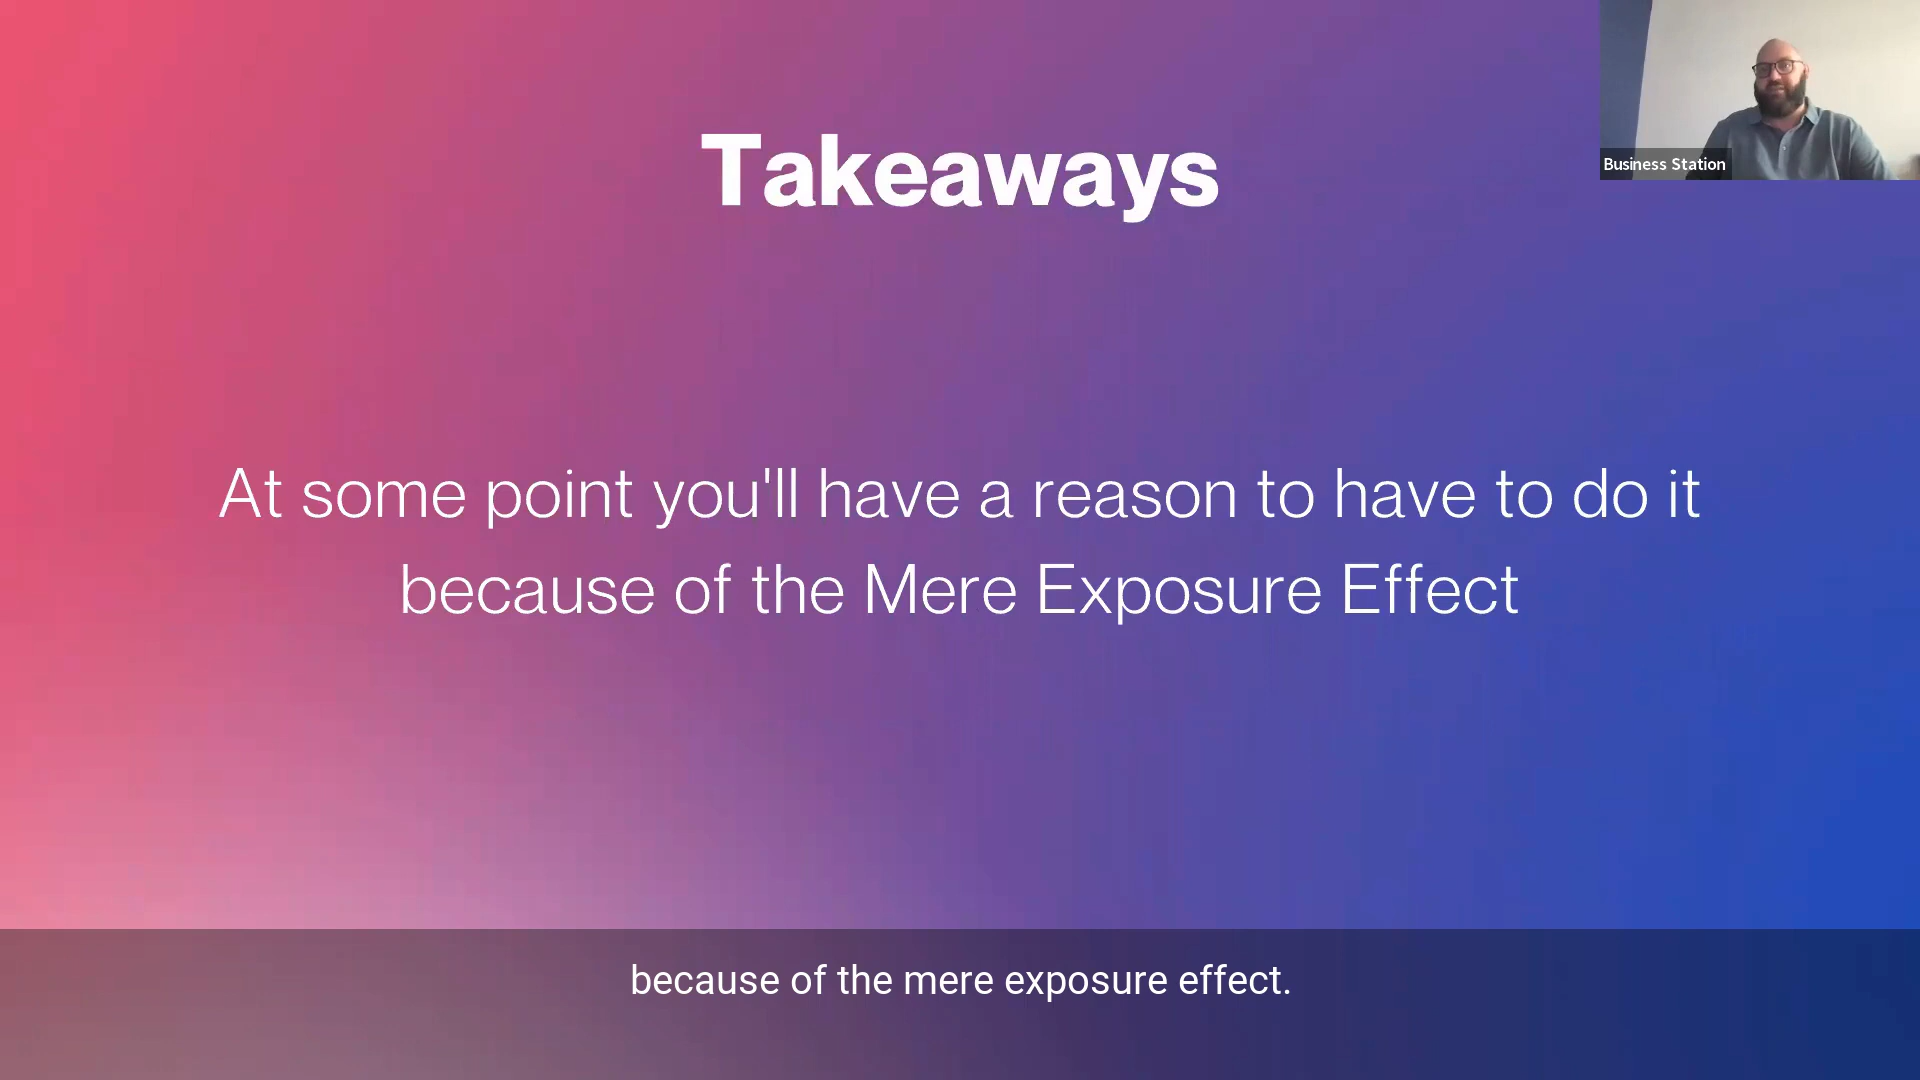 Takeaways
Business Station
At some point you'll have a reason to have to do it
because of the Mere Exposure Effect
because of the mere exposure effect.